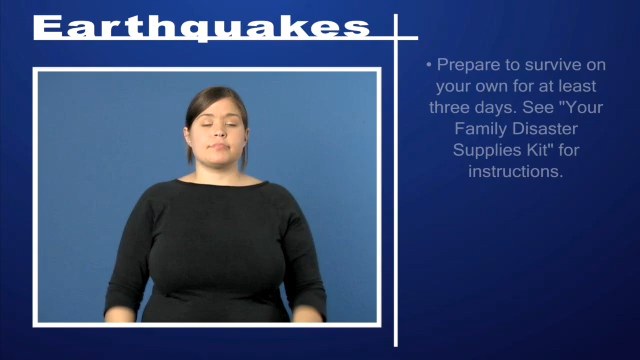 Earthquakes
• Prepare to survive on
your own for at least
three days. See "Your
Family Disaster
Supplies Kit" for
instructions.